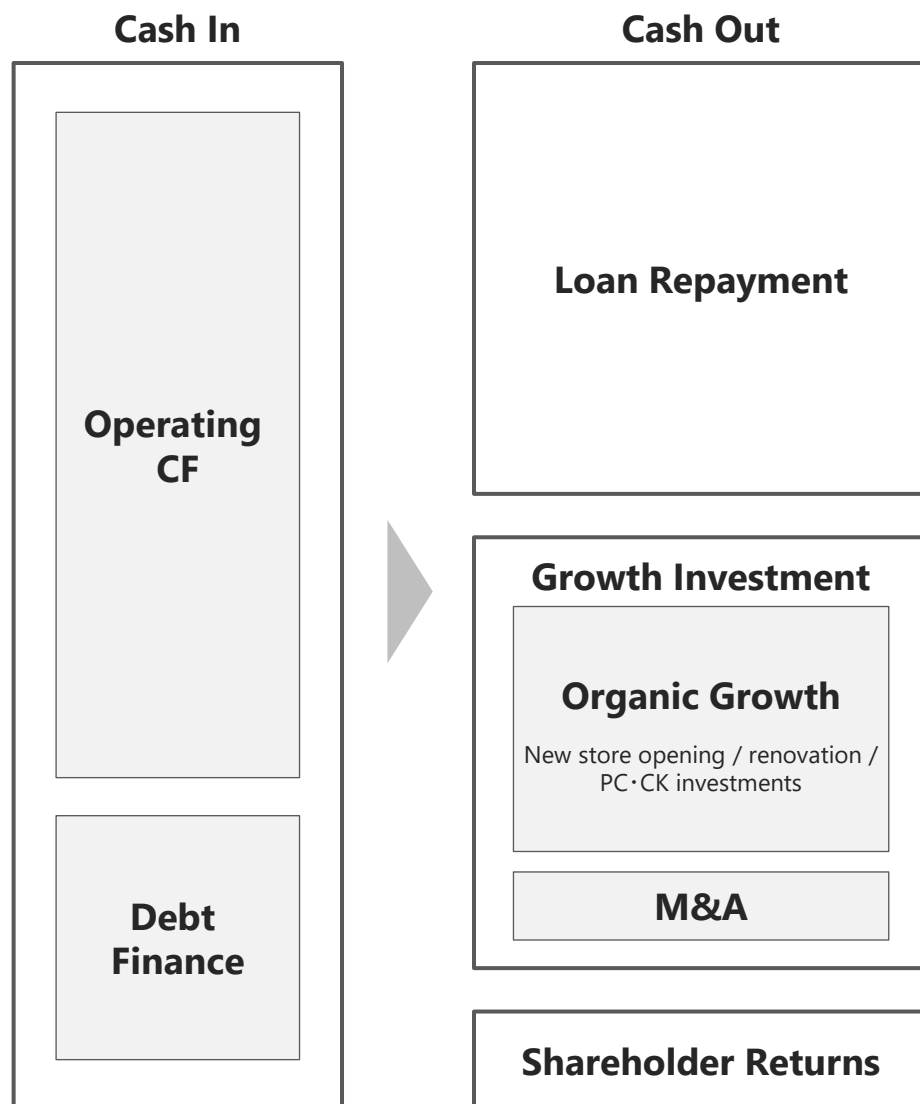 Cash In
Operating
CF
Debt
Finance
Cash Out
Loan Repayment
Growth Investment
Organic Growth
New store opening / renovation /
PC・CK investments
M&A
Shareholder Returns